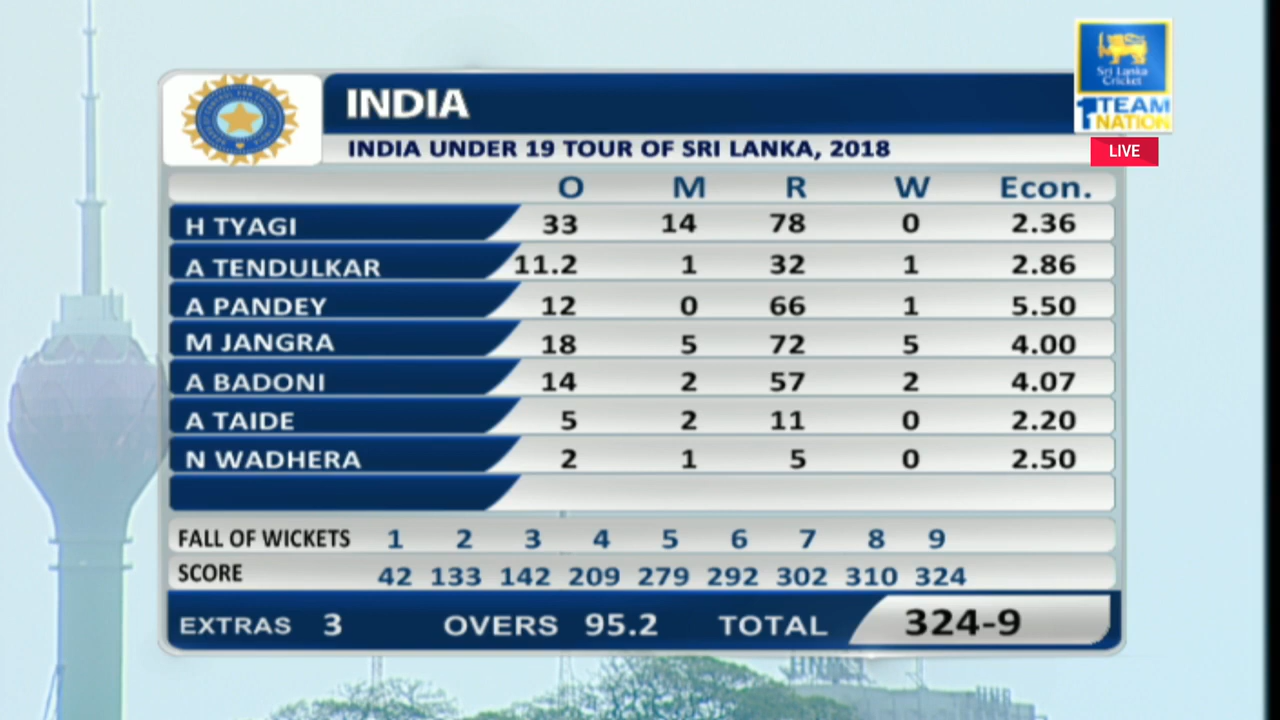 INDIA
INDIA UNDER 19 TOUR OF SRI LANKA, 2018
Sri Lanka
Cricket
1 TEAM
NATION
LIVE
O M R W Econ.
H TYAGI 33 14 78 0 2.36
A TENDULKAR 11.2 1 32 1 2.86
A PANDEY 12 0 66 1 5.50
M JANGRA 18 5 72 5 4.00
A BADONI 14 2 57 2 4.07
A TAIDE 5 2 11 0 2.20
N WADHERA 2 1 5 0 2.50
FALL OF WICKETS 1 2 3 4 5 6 7 8 9
SCORE 42 133 142 209 279 292 302 310 324
EXTRAS 3 OVERS 95.2 TOTAL 324-9